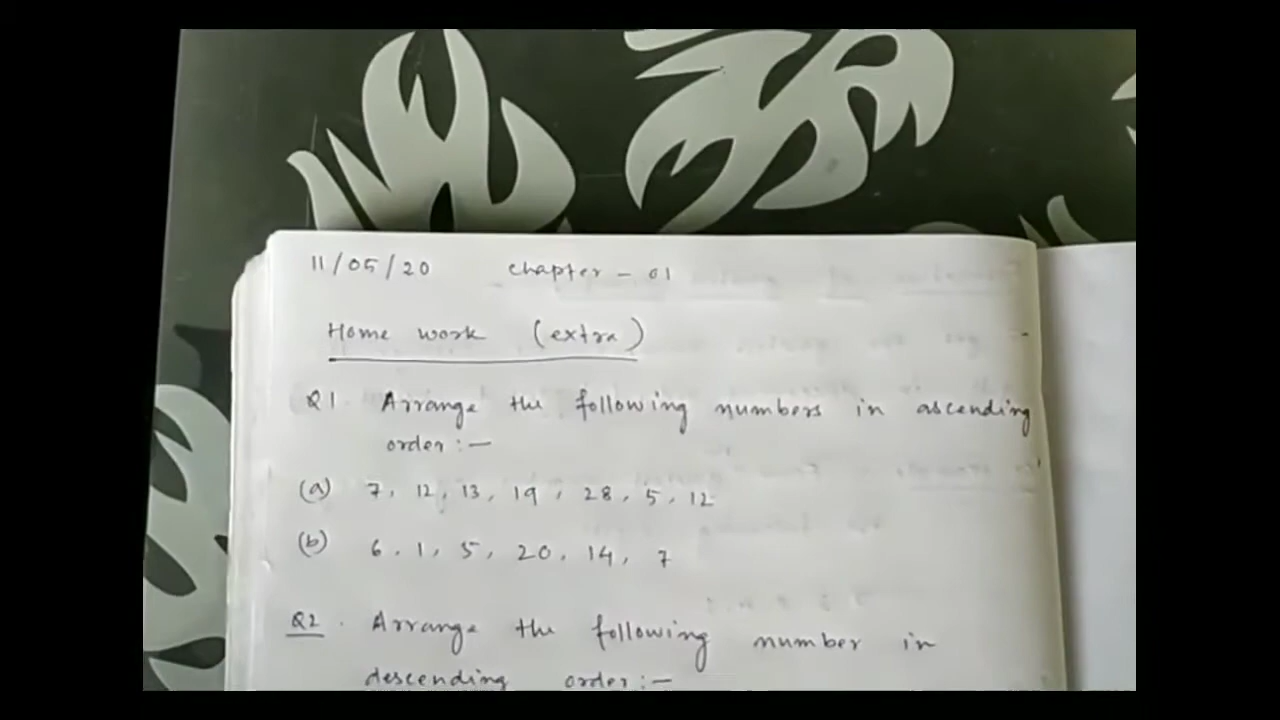 11/05/20 Chapter - 01
Home work (extra)
Q1. Arrange the following numbers in ascending
order :-
(a) 7, 12, 13, 19, 28, 5, 12
(b) 6, 1, 5, 20, 14, 7
Q2. Arrange the following number in
descending order :-